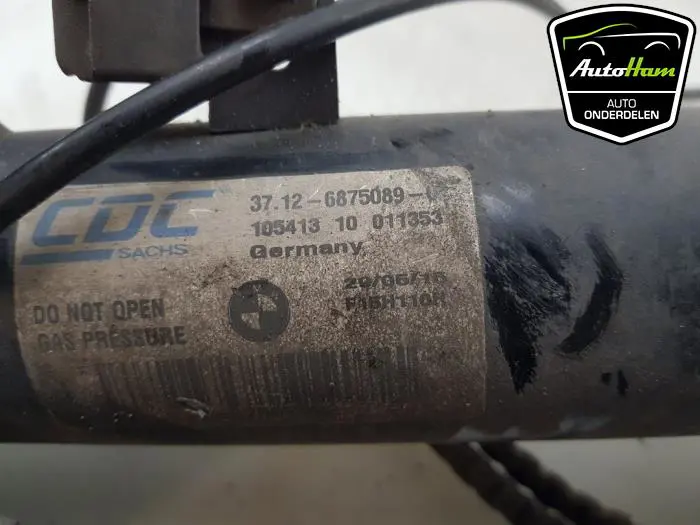 AutoHam
AUTO
ONDERDELEN
CDC
SACHS
37.12-6875089-
105413 10 011353
Germany
DO NOT OPEN
GAS PRESSURE